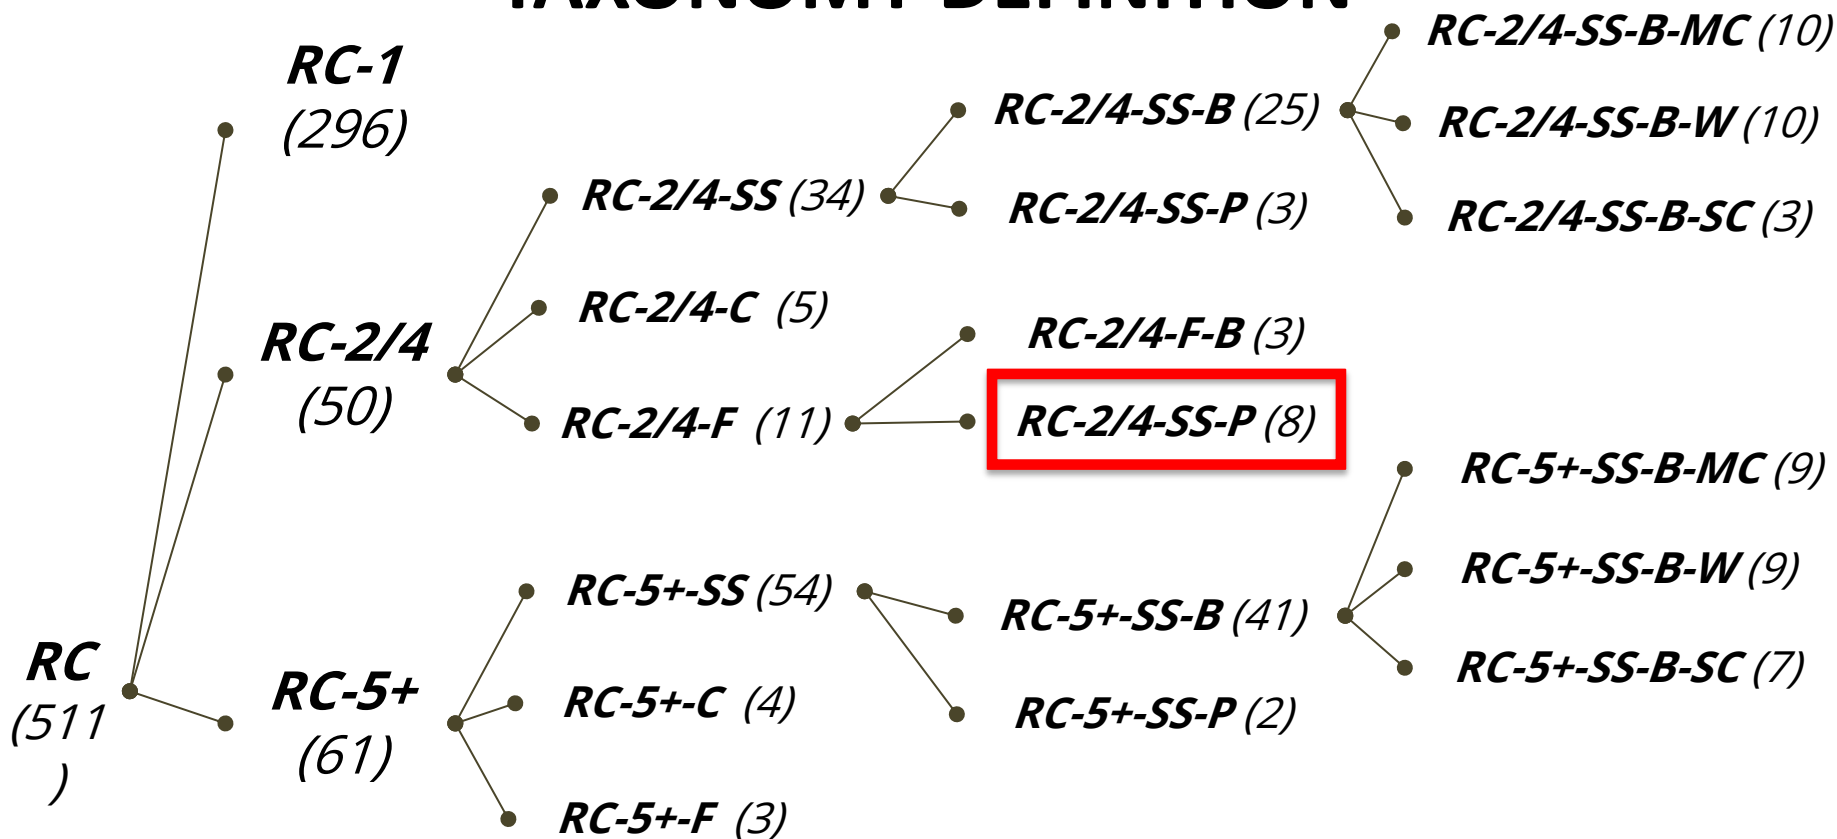 TAXONOMY DEFINITION
RC-1
(296)
RC-2/4
(50)
RC
(511
)
RC-5+
(61)
RC-2/4-SS (34)
RC-2/4-C (5)
RC-2/4-F (11)
RC-5+-SS (54)
RC-5+-C (4)
RC-5+-F (3)
RC-2/4-SS-B (25)
RC-2/4-SS-P (3)
RC-2/4-F-B (3)
RC-2/4-SS-P (8)
RC-5+-SS-B (41)
RC-5+-SS-P (2)
RC-2/4-SS-B-MC (10)
RC-2/4-SS-B-W (10)
RC-2/4-SS-B-SC (3)
RC-5+-SS-B-MC (9)
RC-5+-SS-B-W (9)
RC-5+-SS-B-SC (7)